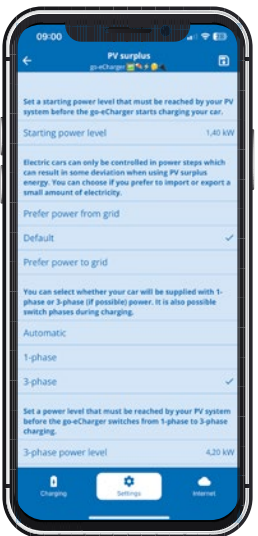 09:00
PV surplus
go-eCharger
Set a starting power level that must be reached by your PV
system before the go-eCharger starts charging your car.
Starting power level 1,40 kW
Electric cars can only be controlled in power steps which
can result in some deviation when using PV surplus
energy. You can choose if you prefer to import or export a
small amount of electricity.
Prefer power from grid
Default
Prefer power to grid
You can select whether your car will be supplied with 1-
phase or 3-phase (if possible) power. It is also possible
switch phases during charging.
Automatic
1-phase
3-phase
Set a power level that must be reached by your PV system
before the go-eCharger switches from 1-phase to 3-phase
charging.
3-phase power level 4,20 kW
Charging Settings Internet